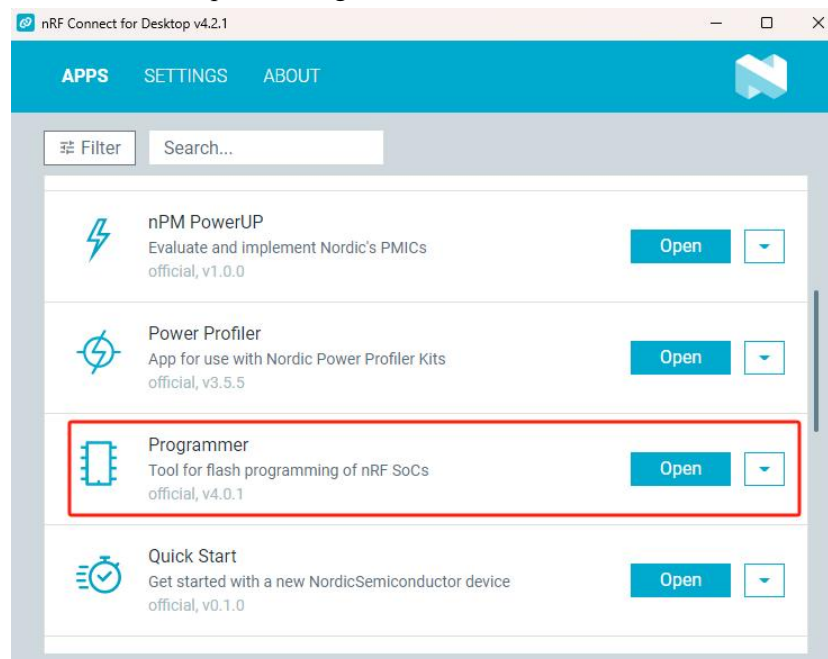 nRF Connect for Desktop v4.2.1
APPS SETTINGS ABOUT
Filter Search...
nPM PowerUP
Evaluate and implement Nordic's PMICs
official, v1.0.0
Open
Power Profiler
App for use with Nordic Power Profiler Kits
official, v3.5.5
Open
Programmer
Tool for flash programming of nRF SoCs
official, v4.0.1
Open
Quick Start
Get started with a new NordicSemiconductor device
official, v0.1.0
Open